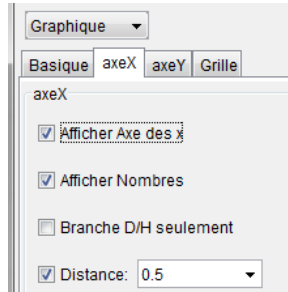 Graphique
Basique axeX axeY Grille
axeX
Afficher Axe des x
Afficher Nombres
Branche D/H seulement
Distance: 0.5